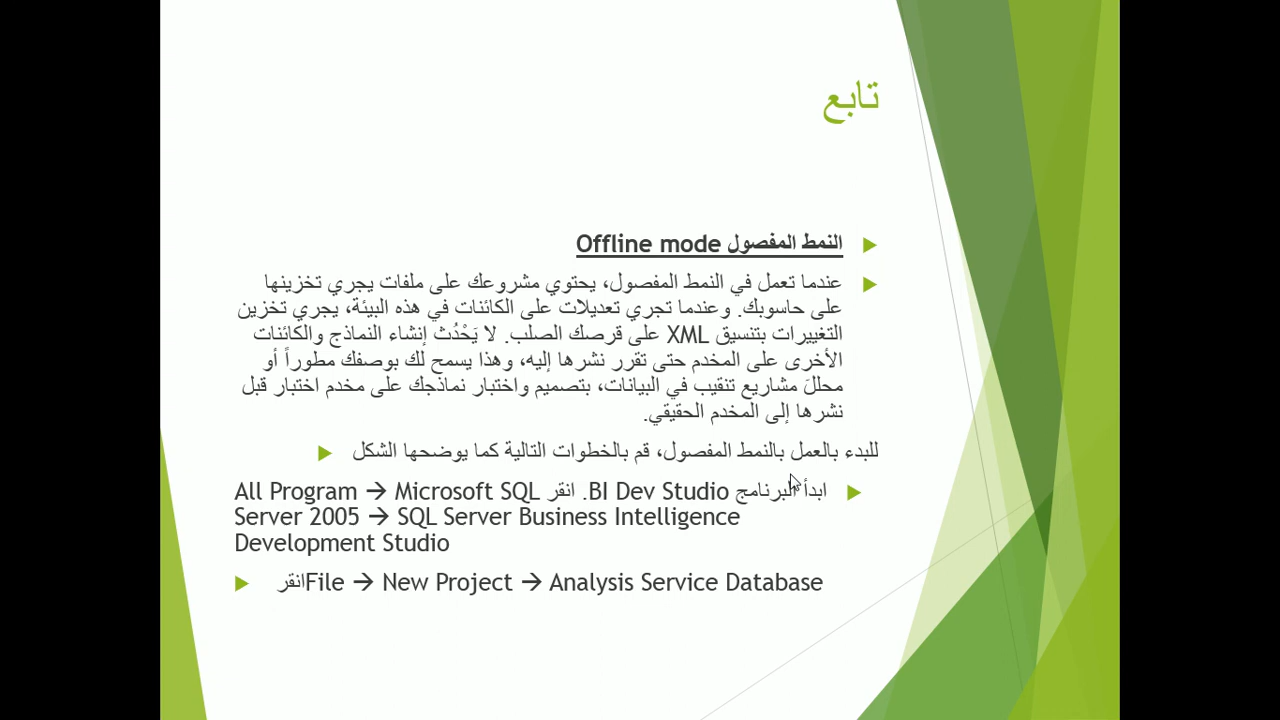 تابع
النمط المفصول Offline mode
عندما تعمل في النمط المفصول، يحتوي مشروعك على ملفات يجري تخزينها
على حاسوبك. وعندما تجري تعديلات على الكائنات في هذه البيئة، يجري تخزين
التغييرات بتنسيق XML على قرصك الصلب. لا يَحْدُث إنشاء النماذج والكائنات
الأخرى على المخدم حتى تقرر نشرها إليه، وهذا يسمح لك بوصفك مطوراً أو
محللَ مشاريع تنقيب في البيانات، بتصميم واختبار نماذجك على مخدم اختبار قبل
نشرها إلى المخدم الحقيقي.
للبدء بالعمل بالنمط المفصول، قم بالخطوات التالية كما يوضحها الشكل
ابدأ البرنامج BI Dev Studio. انقر All Program → Microsoft SQL
Server 2005 → SQL Server Business Intelligence
Development Studio
انقرFile → New Project → Analysis Service Database